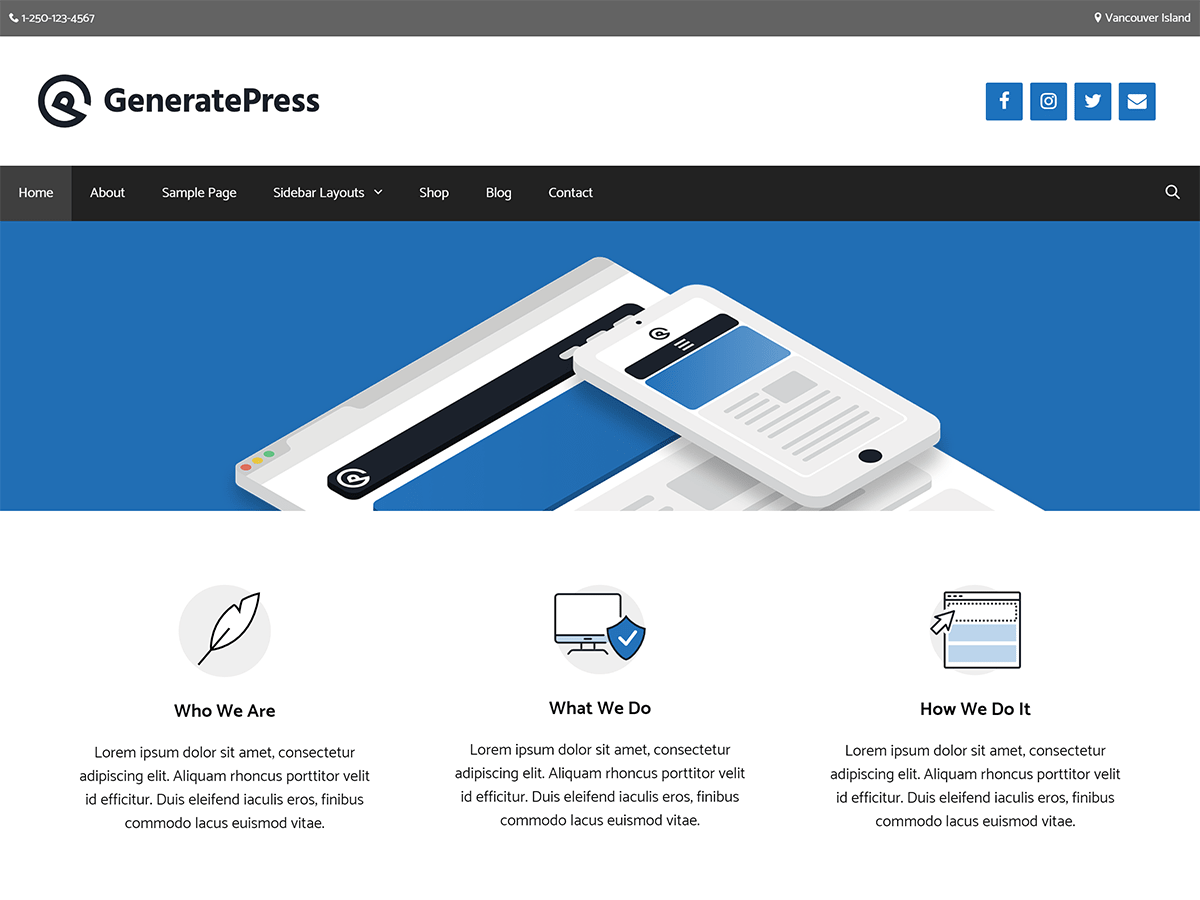 1-250-123-4567
Vancouver Island
GeneratePress
Home About Sample Page Sidebar Layouts Shop Blog Contact
Who We Are
Lorem ipsum dolor sit amet, consectetur
adipiscing elit. Aliquam rhoncus porttitor velit
id efficitur. Duis eleifend iaculis eros, finibus
commodo lacus euismod vitae.
What We Do
Lorem ipsum dolor sit amet, consectetur
adipiscing elit. Aliquam rhoncus porttitor velit
id efficitur. Duis eleifend iaculis eros, finibus
commodo lacus euismod vitae.
How We Do It
Lorem ipsum dolor sit amet, consectetur
adipiscing elit. Aliquam rhoncus porttitor velit
id efficitur. Duis eleifend iaculis eros, finibus
commodo lacus euismod vitae.